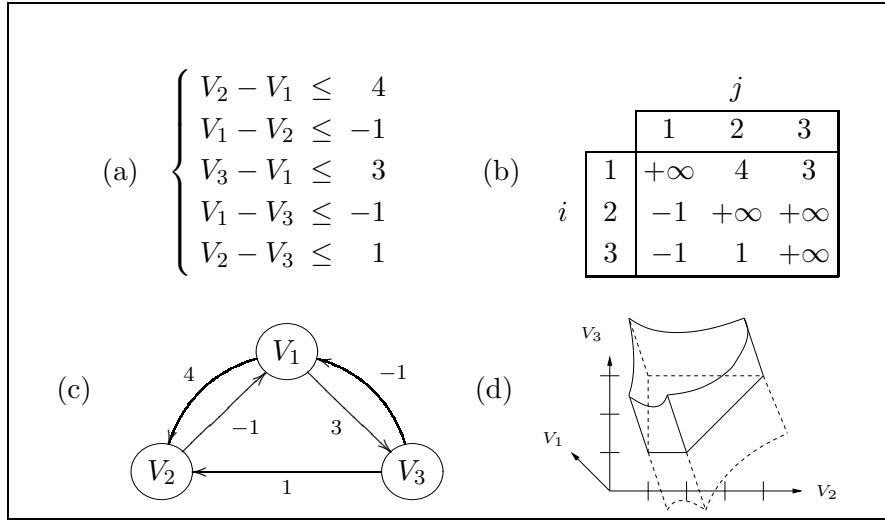 (a)
V₂ − V₁ ≤ 4
V₁ − V₂ ≤ −1
V₃ − V₁ ≤ 3
V₁ − V₃ ≤ −1
V₂ − V₃ ≤ 1
(b)
j
1 2 3
1 +∞ 4 3
i 2 −1 +∞ +∞
3 −1 1 +∞
(c)
V₁
4
−1
−1
3
V₂
V₃
1
(d)
V₃
V₁
V₂